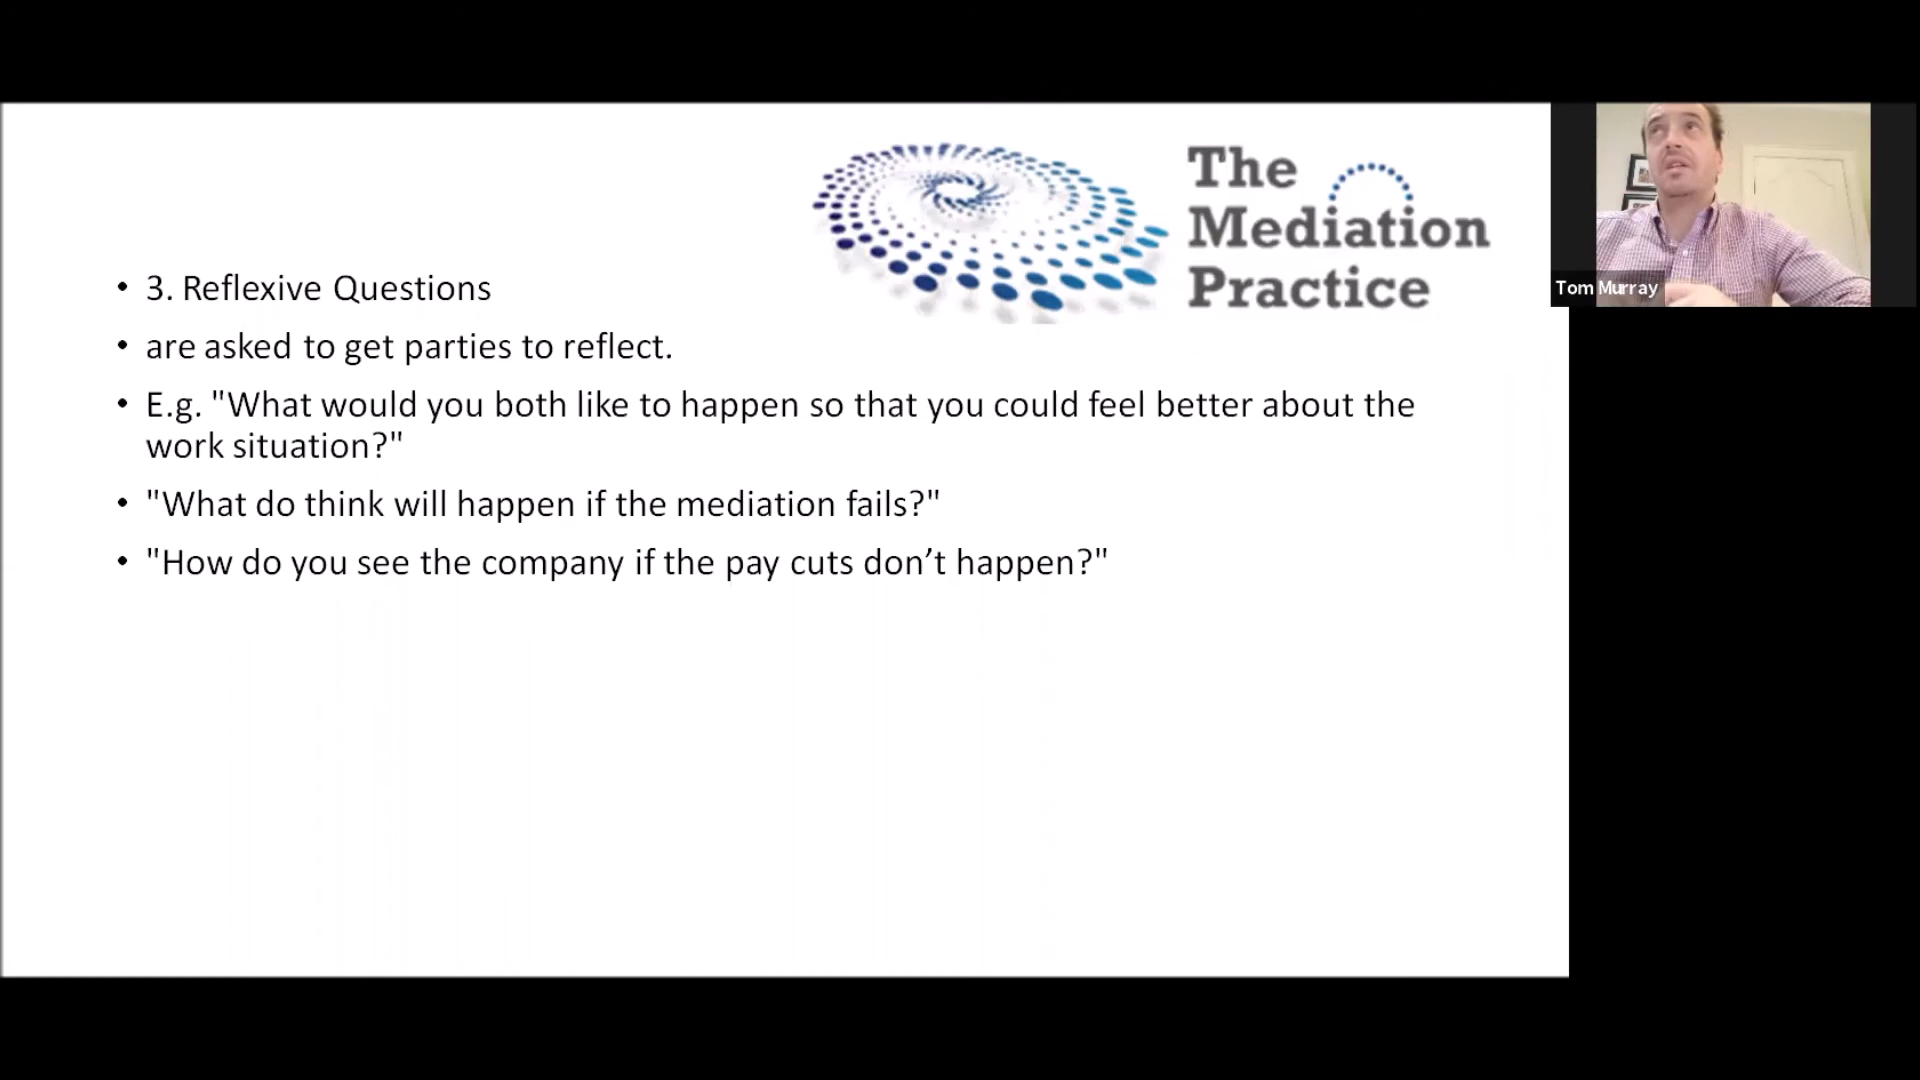 The
Mediation
Practice
Tom Murray
• 3. Reflexive Questions
• are asked to get parties to reflect.
• E.g. "What would you both like to happen so that you could feel better about the
work situation?"
• "What do think will happen if the mediation fails?"
• "How do you see the company if the pay cuts don’t happen?"